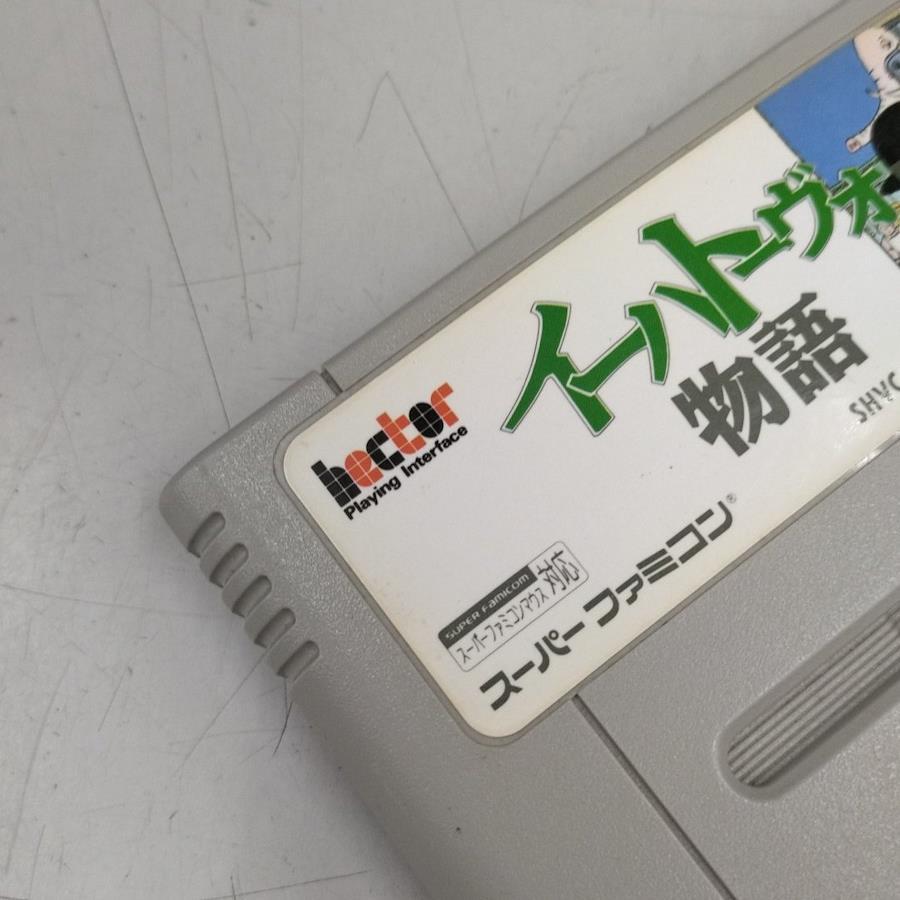 イーハトーヴォ
物語
SHVC
hector
Playing Interface
SUPER FAMICOM
スーパーファミコンマウス 対応
スーパーファミコン®